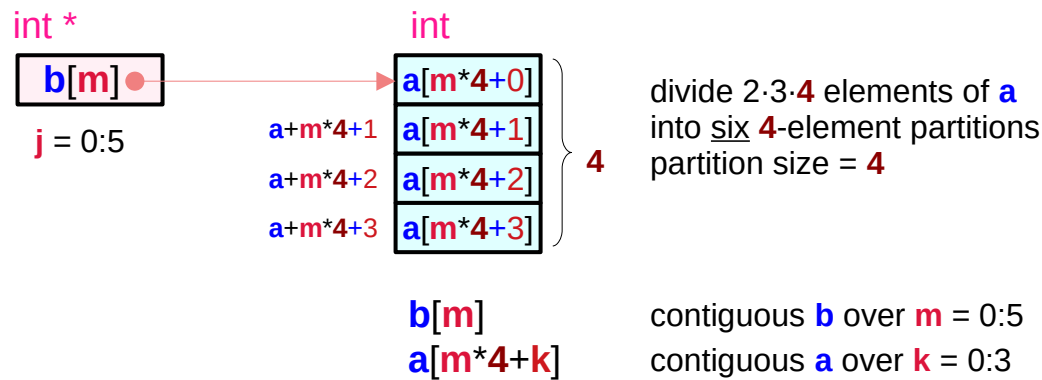 int *
int
b[m]
a[m*4+0]
j = 0:5
a+m*4+1
a[m*4+1]
a+m*4+2
a[m*4+2]
a+m*4+3
a[m*4+3]
4
divide 2·3·4 elements of a
into six 4-element partitions
partition size = 4
b[m]
contiguous b over m = 0:5
a[m*4+k]
contiguous a over k = 0:3